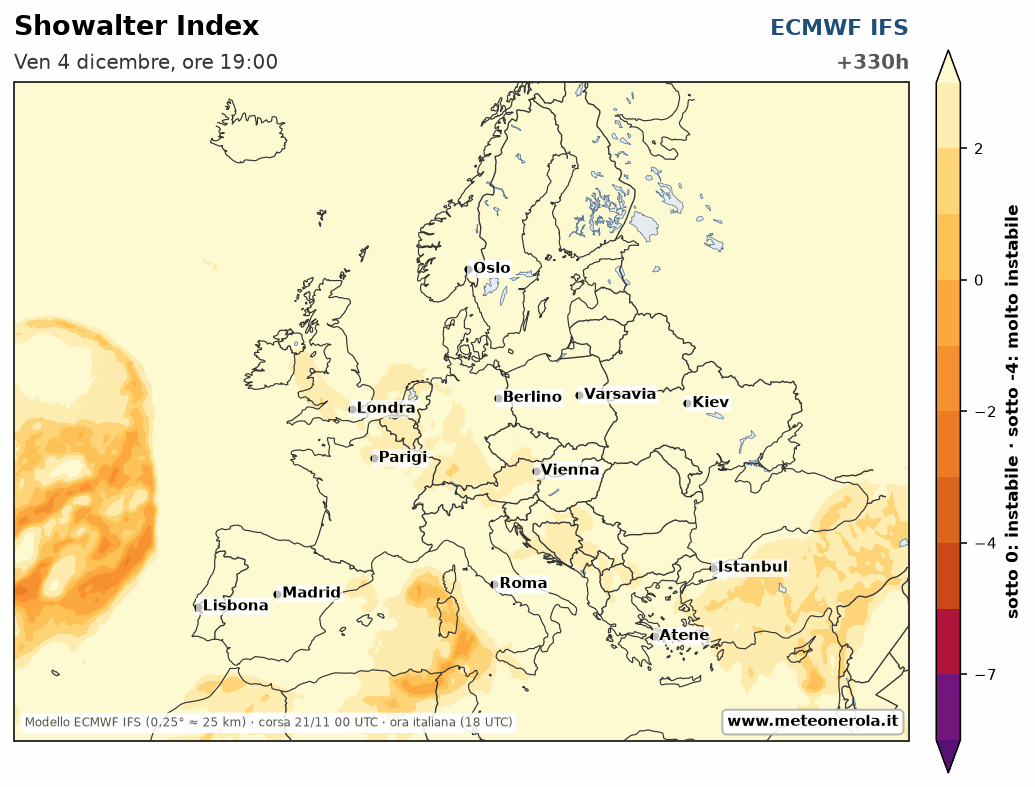 Showalter Index
ECMWF IFS
Ven 4 dicembre, ore 19:00
+330h
Oslo
Berlino
Varsavia
Kiev
Londra
Parigi
Vienna
Istanbul
Roma
Madrid
Lisbona
Atene
2
0
−2
−4
−7
sotto 0: instabile · sotto -4: molto instabile
Modello ECMWF IFS (0,25° ≈ 25 km) · corsa 21/11 00 UTC · ora italiana (18 UTC)
www.meteonerola.it